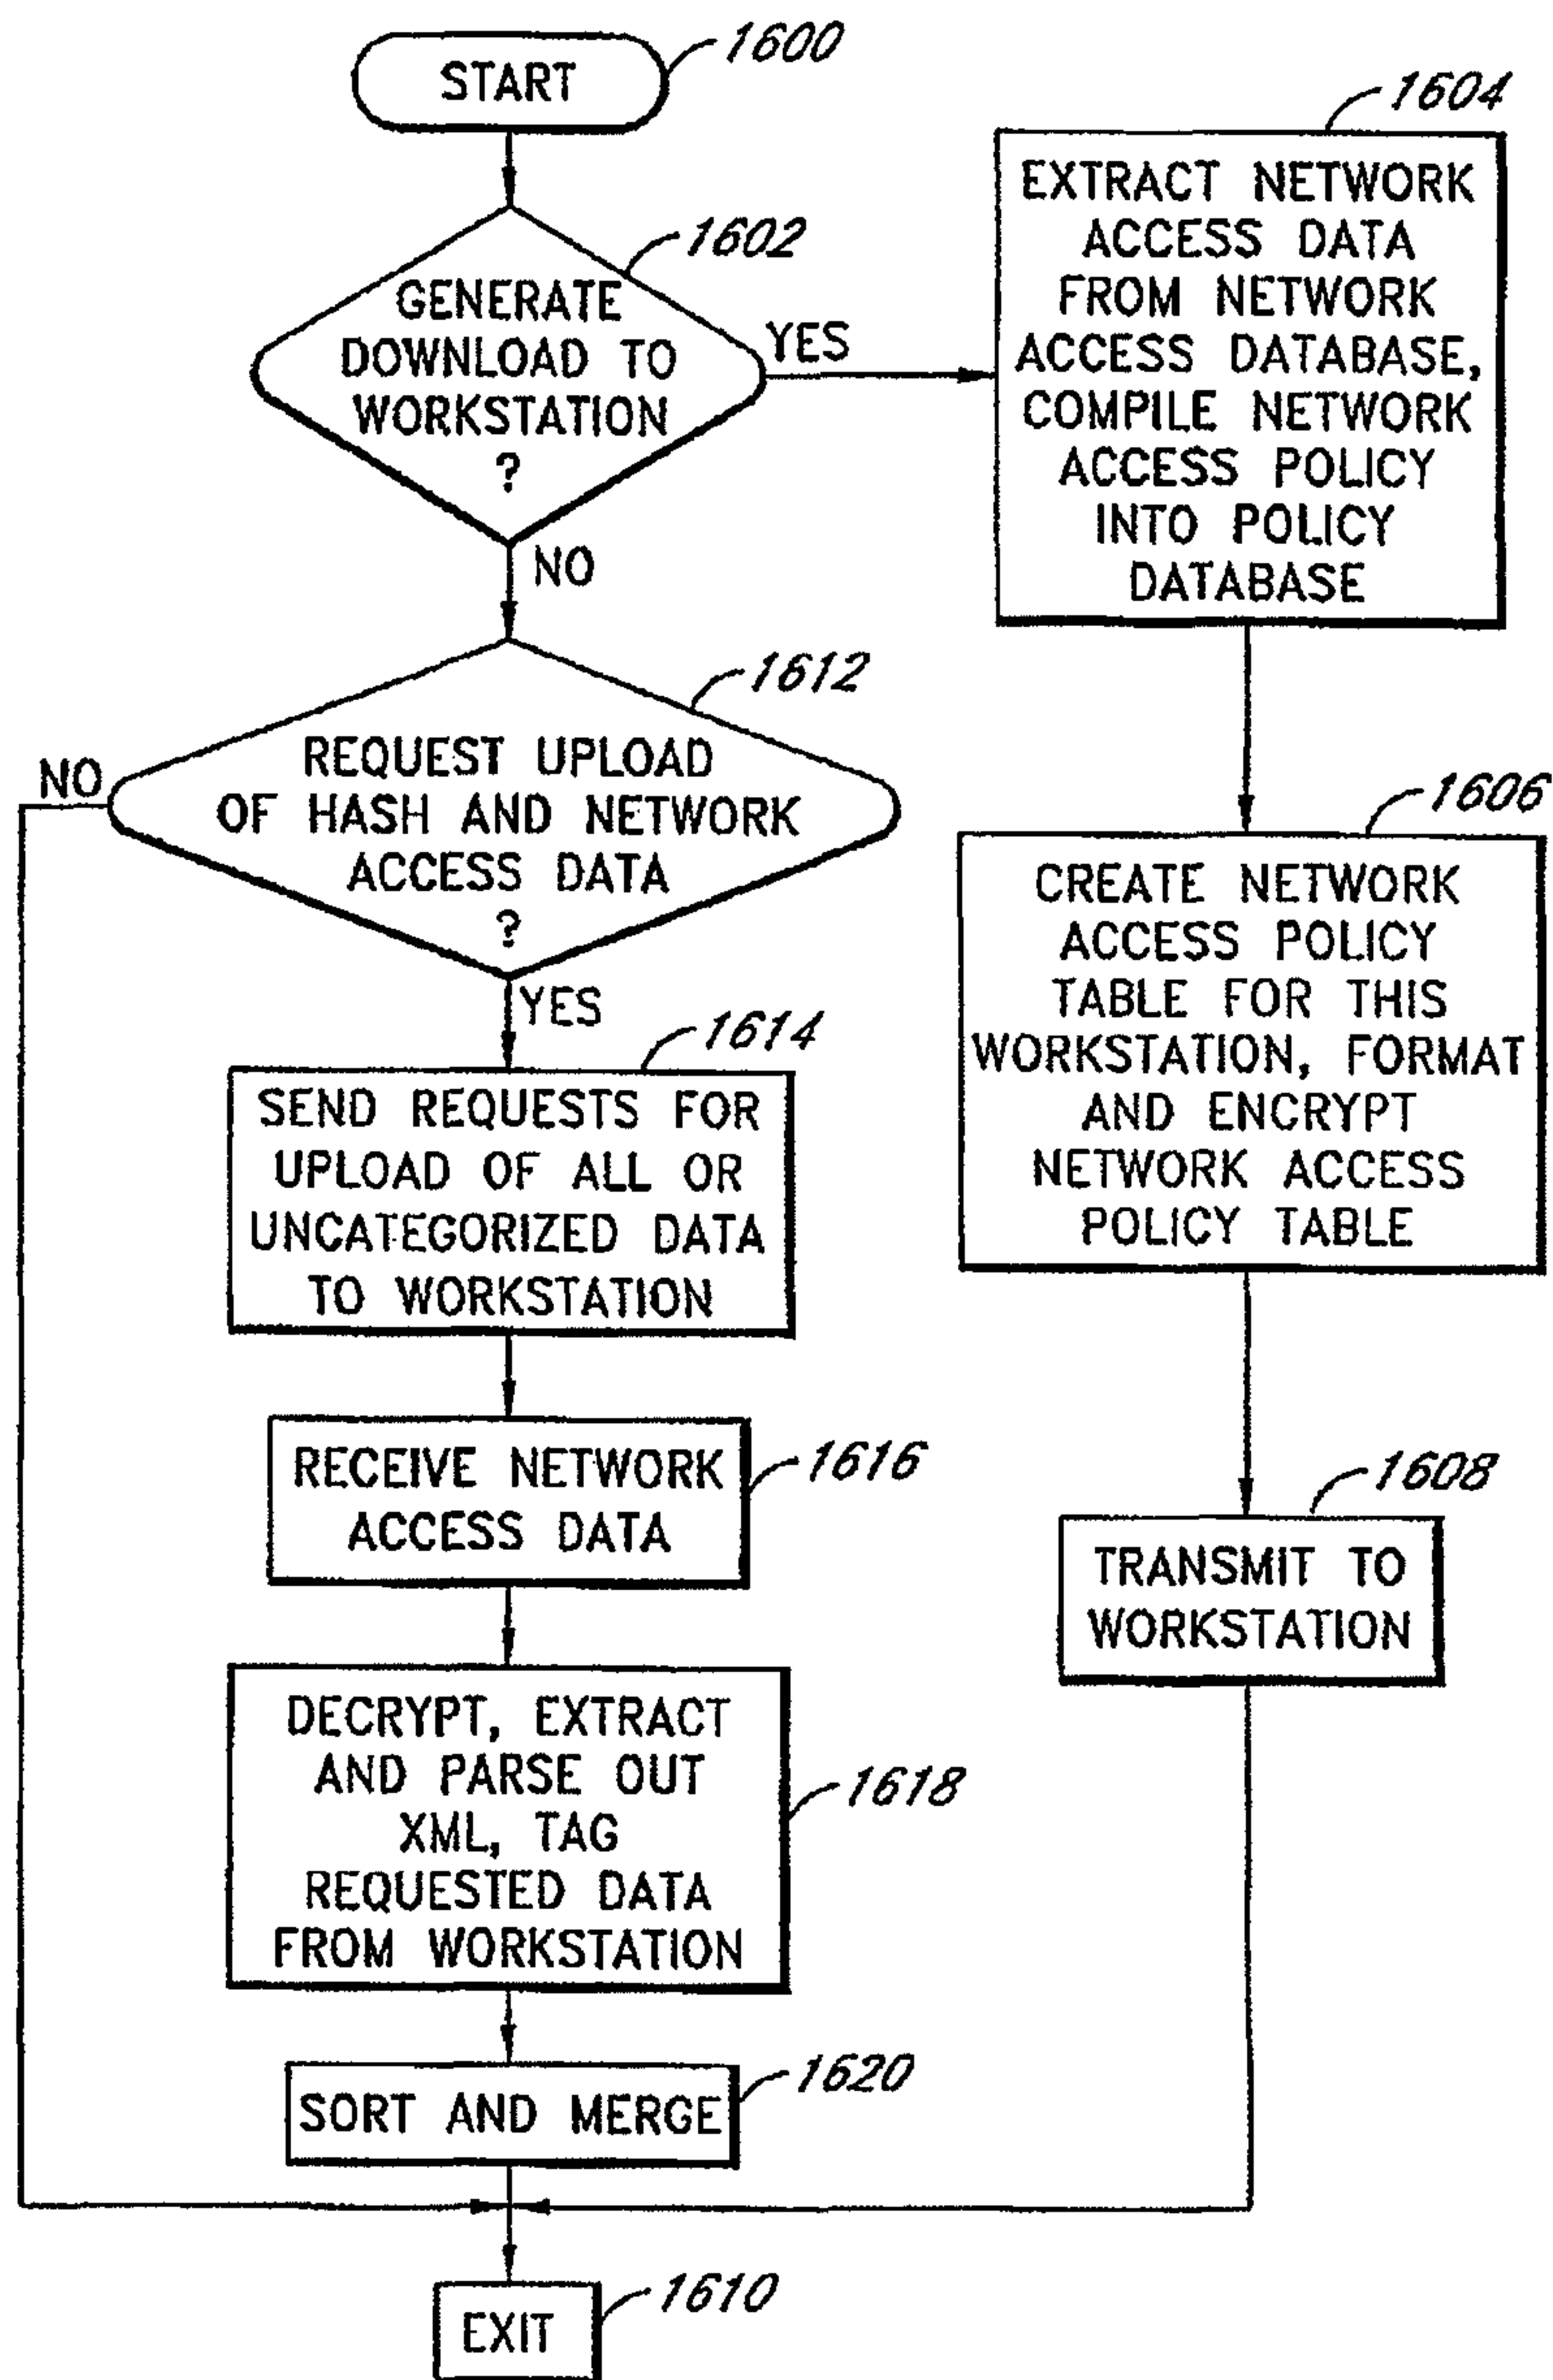 START
1600
1602
GENERATE
DOWNLOAD TO
WORKSTATION
?
YES
NO
1604
EXTRACT NETWORK
ACCESS DATA
FROM NETWORK
ACCESS DATABASE,
COMPILE NETWORK
ACCESS POLICY
INTO POLICY
DATABASE
1612
REQUEST UPLOAD
OF HASH AND NETWORK
ACCESS DATA
?
NO
YES
1606
CREATE NETWORK
ACCESS POLICY
TABLE FOR THIS
WORKSTATION, FORMAT
AND ENCRYPT
NETWORK ACCESS
POLICY TABLE
1614
SEND REQUESTS FOR
UPLOAD OF ALL OR
UNCATEGORIZED DATA
TO WORKSTATION
RECEIVE NETWORK
ACCESS DATA
1616
1608
TRANSMIT TO
WORKSTATION
DECRYPT, EXTRACT
AND PARSE OUT
XML, TAG
REQUESTED DATA
FROM WORKSTATION
1618
SORT AND MERGE
1620
EXIT
1610